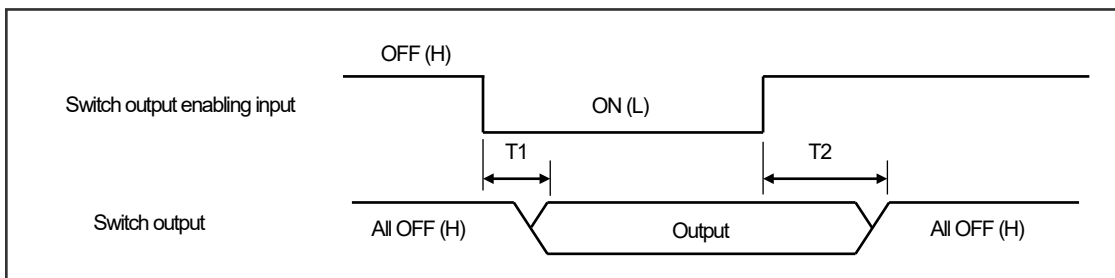 OFF (H)
Switch output enabling input
ON (L)
T1
T2
Switch output
All OFF (H)
Output
All OFF (H)